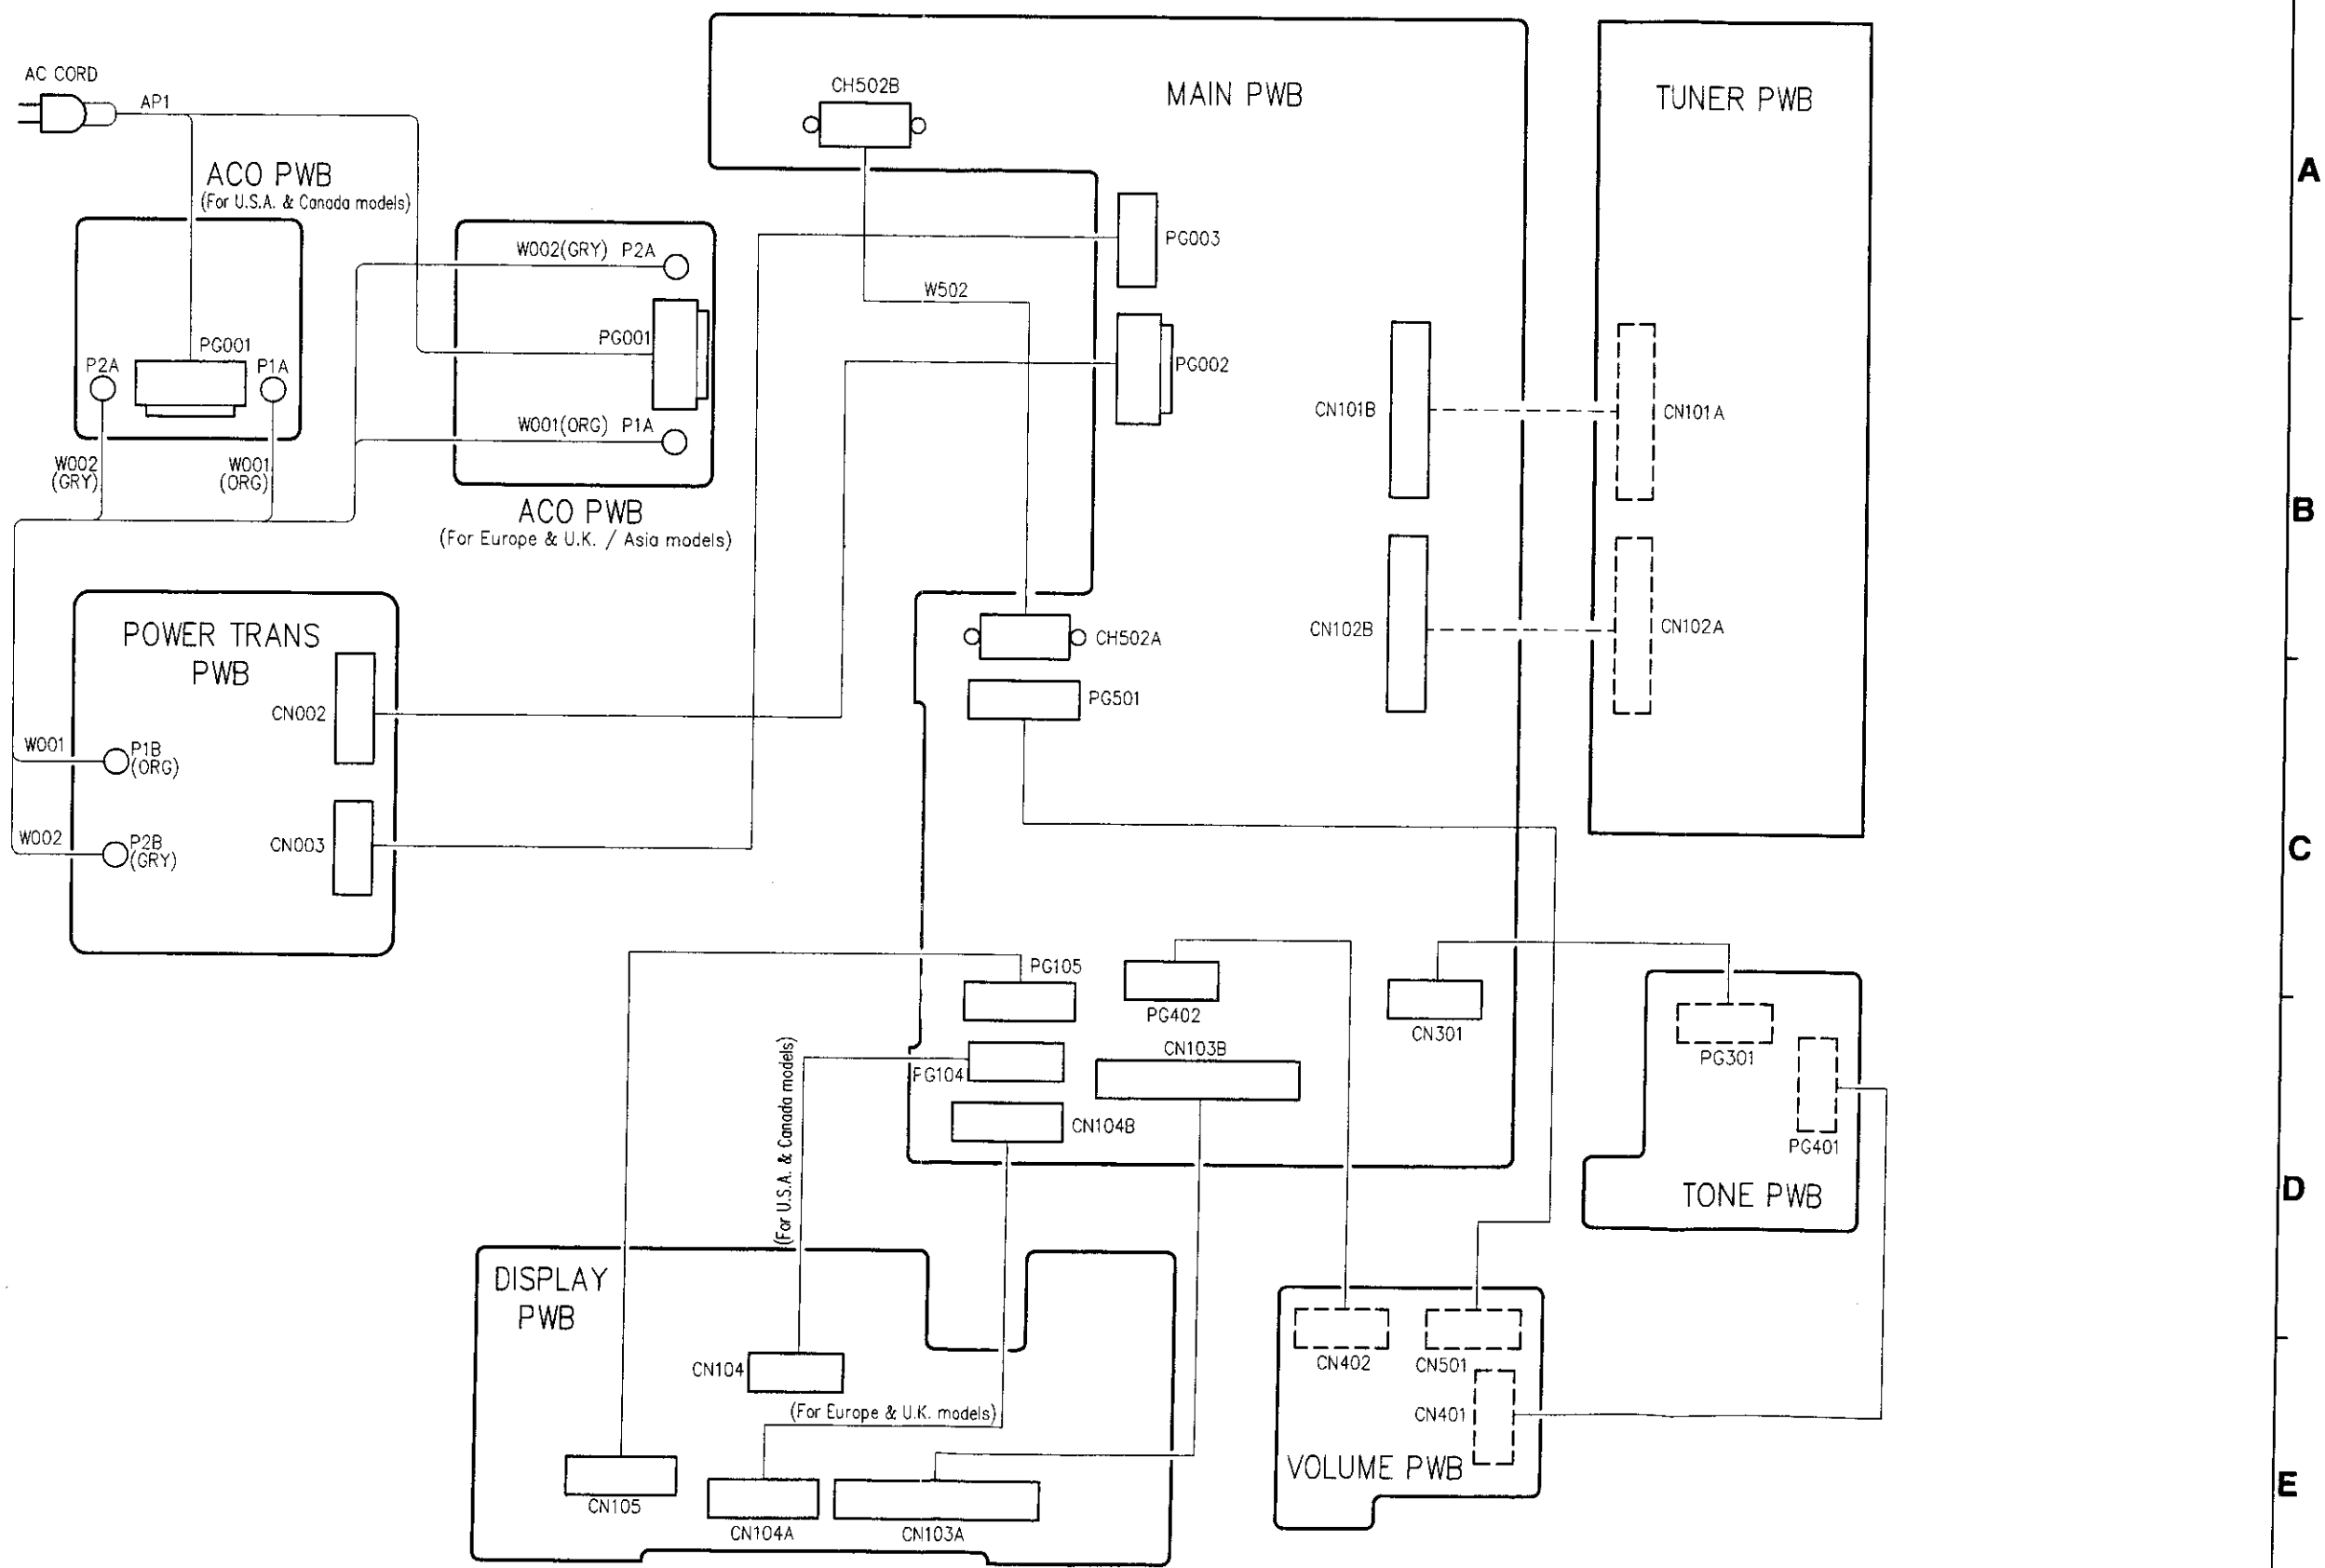 AC CORD
AP1
ACO PWB
(For U.S.A. & Canada models)
P2A
PG001
P1A
W002
(GRY)
W001
(ORG)
W002(GRY) P2A
PG001
W001(ORG) P1A
ACO PWB
(For Europe & U.K. / Asia models)
POWER TRANS
PWB
CN002
W001
P1B
(ORG)
W002
P2B
(GRY)
CN003
CH502B
MAIN PWB
PG003
W502
PG002
CN101B
CH502A
CN102B
PG501
TUNER PWB
CN101A
CN102A
PG105
PG402
CN301
CN103B
PG104
CN104B
(For U.S.A. & Canada models)
PG301
PG401
TONE PWB
DISPLAY
PWB
CN104
(For Europe & U.K. models)
CN105
CN104A
CN103A
CN402
CN501
CN401
VOLUME PWB
A
B
C
D
E